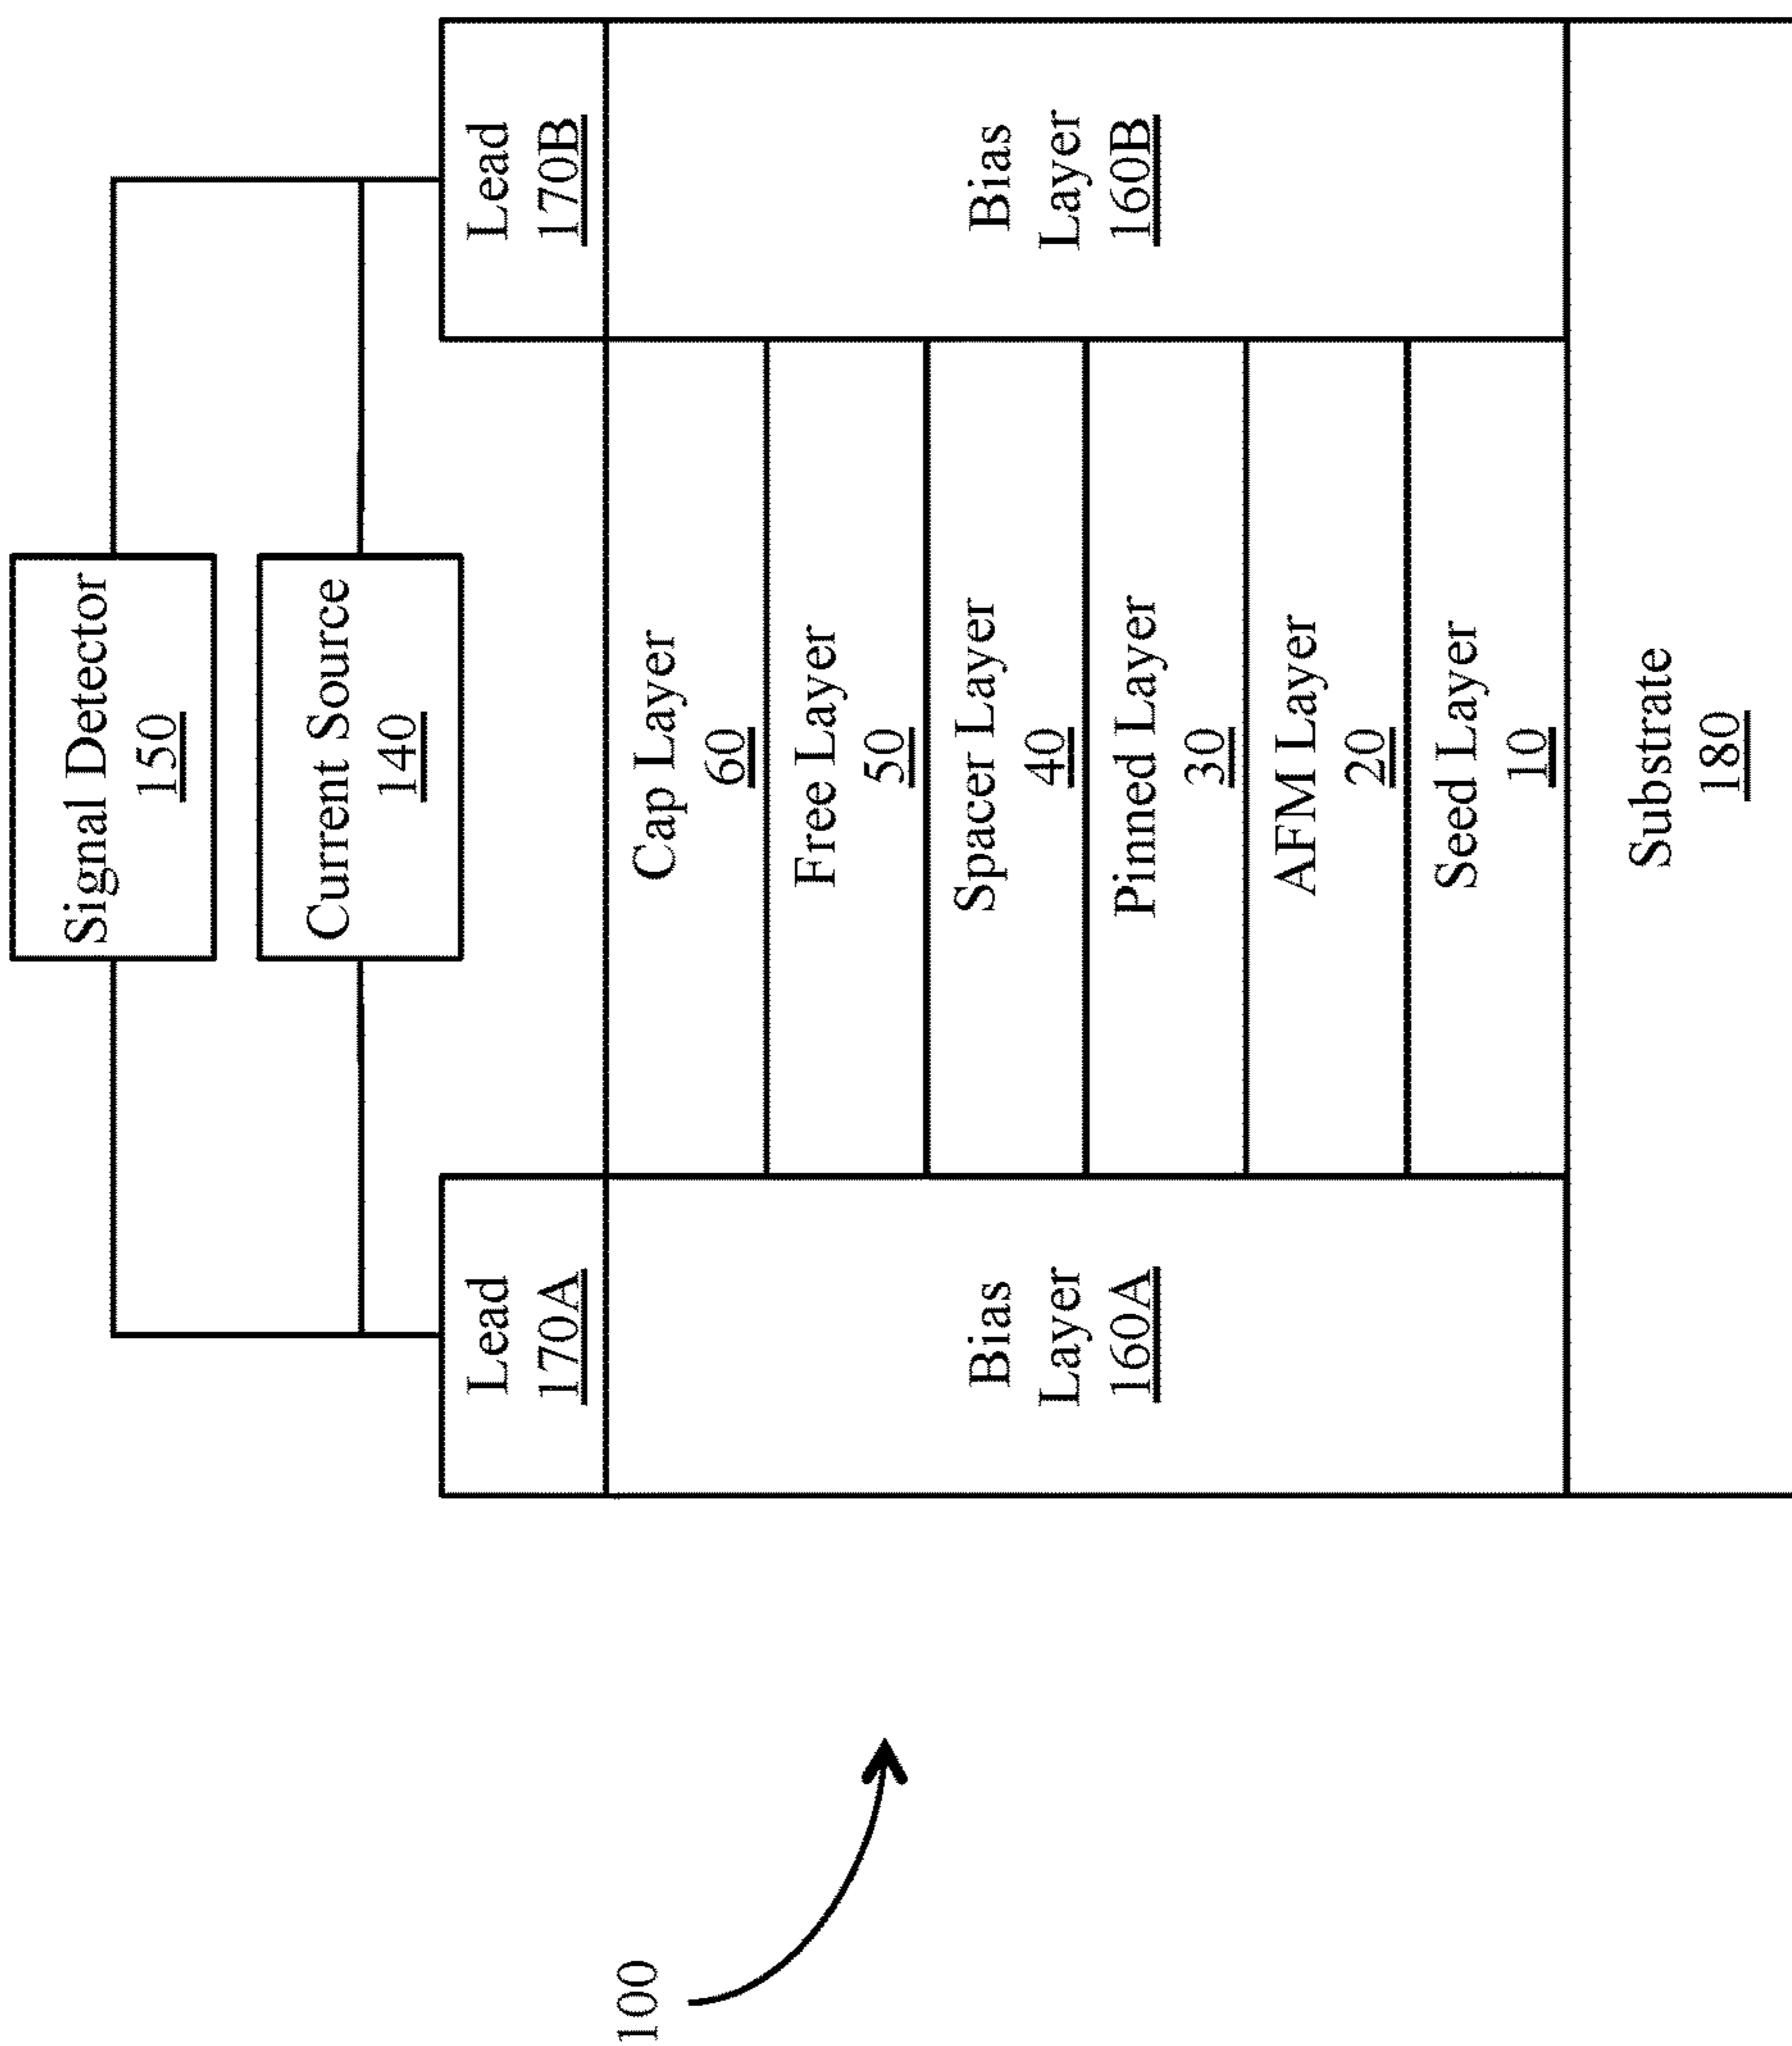 Signal Detector
150
Current Source
140
Lead
170A
Lead
170B
Cap Layer
60
Free Layer
50
Spacer Layer
40
Pinned Layer
30
AFM Layer
20
Seed Layer
10
Bias
Layer
160A
Bias
Layer
160B
Substrate
180
100